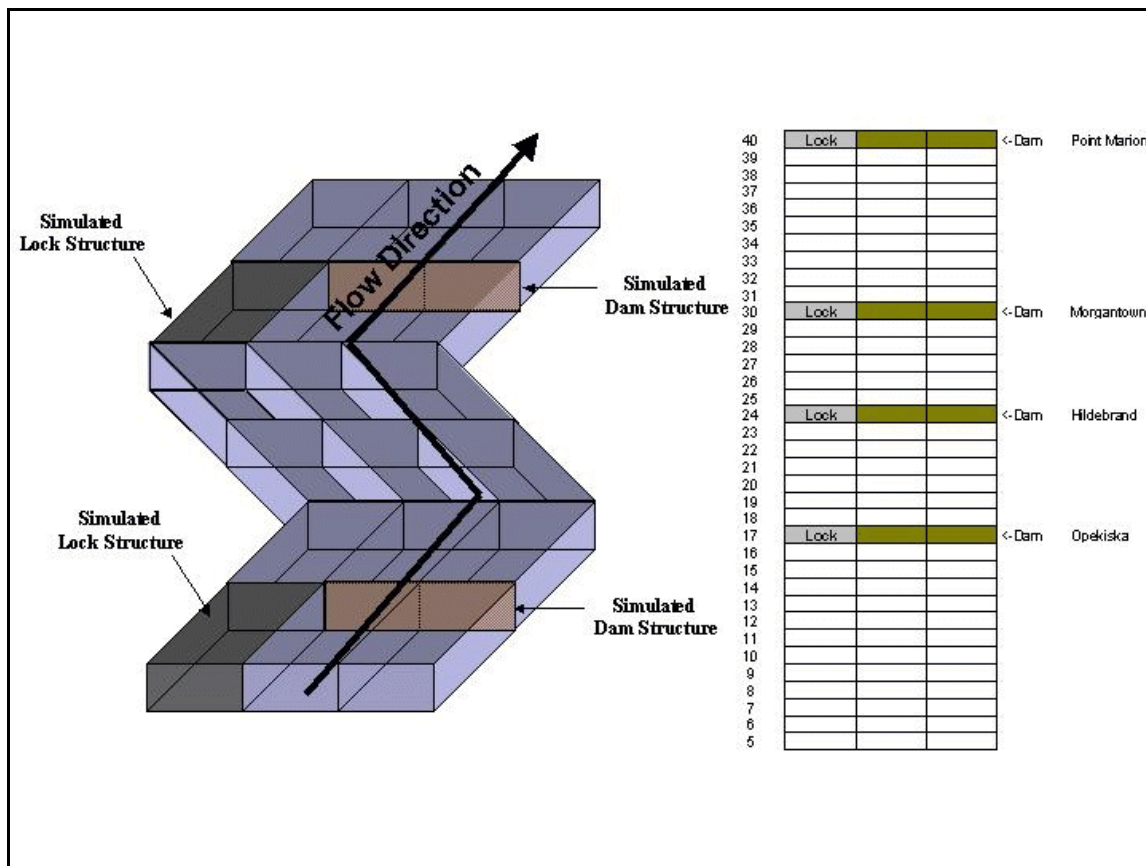 Simulated
Lock Structure
Flow Direction
Simulated
Dam Structure
Simulated
Lock Structure
Simulated
Dam Structure
40 Lock <-Dam Point Marion
39
38
37
36
35
34
33
32
31
30 Lock <-Dam Morgantown
29
28
27
26
25
24 Lock <-Dam Hildebrand
23
22
21
20
19
18
17 Lock <-Dam Opekiska
16
15
14
13
12
11
10
9
8
7
6
5